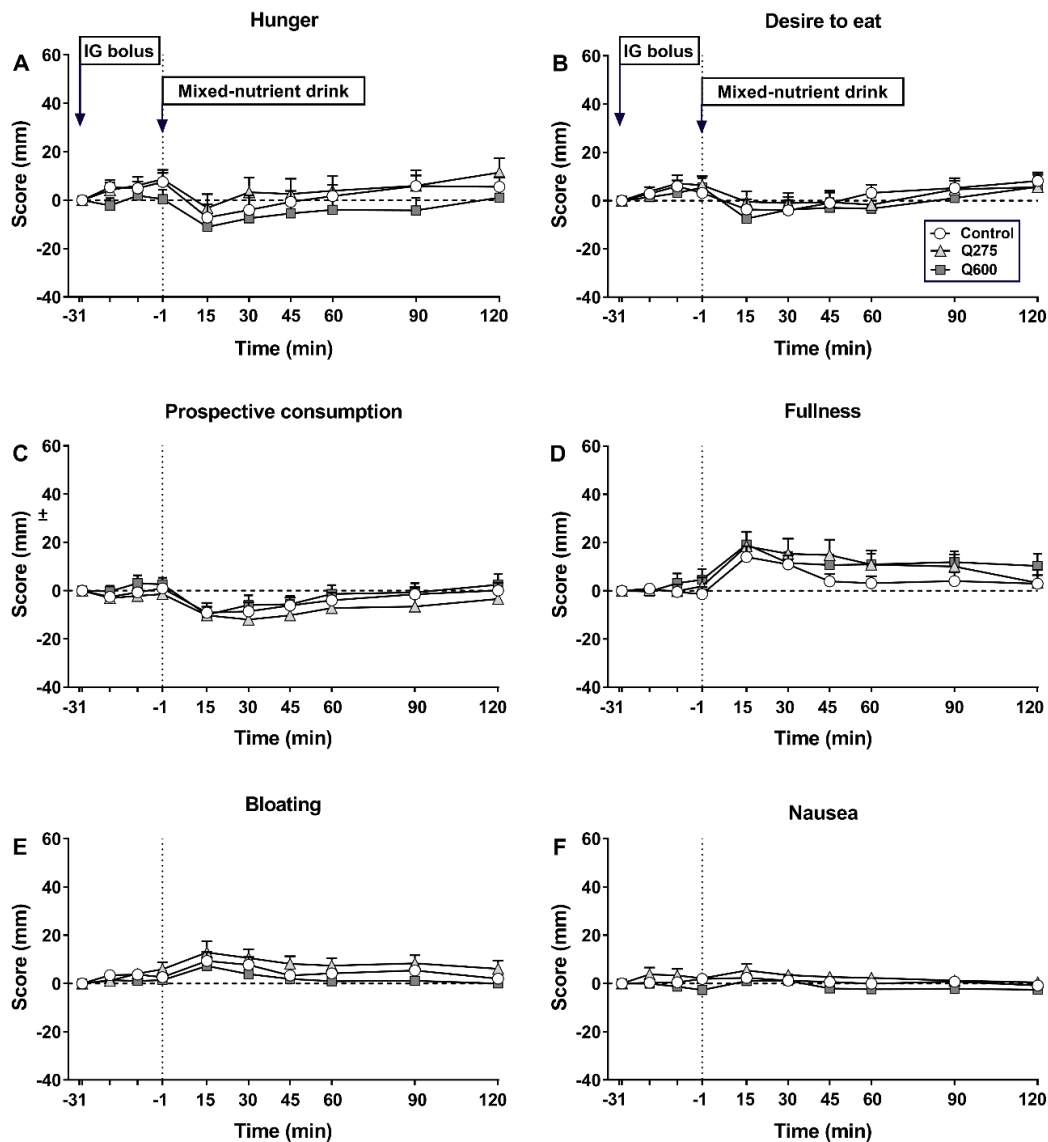 Hunger
A
60
40
20
0
-20
-40
Score (mm)
IG bolus
Mixed-nutrient drink
-31 -1 15 30 45 60 90 120
Time (min)
Desire to eat
B
60
40
20
0
-20
-40
Score (mm)
IG bolus
Mixed-nutrient drink
Control
Q275
Q600
-31 -1 15 30 45 60 90 120
Time (min)
Prospective consumption
C
60
40
20
0
-20
-40
Score (mm)
±
-31 -1 15 30 45 60 90 120
Time (min)
Fullness
D
60
40
20
0
-20
-40
Score (mm)
-31 -1 15 30 45 60 90 120
Time (min)
Bloating
E
60
40
20
0
-20
-40
Score (mm)
-31 -1 15 30 45 60 90 120
Time (min)
Nausea
F
60
40
20
0
-20
-40
Score (mm)
-31 -1 15 30 45 60 90 120
Time (min)